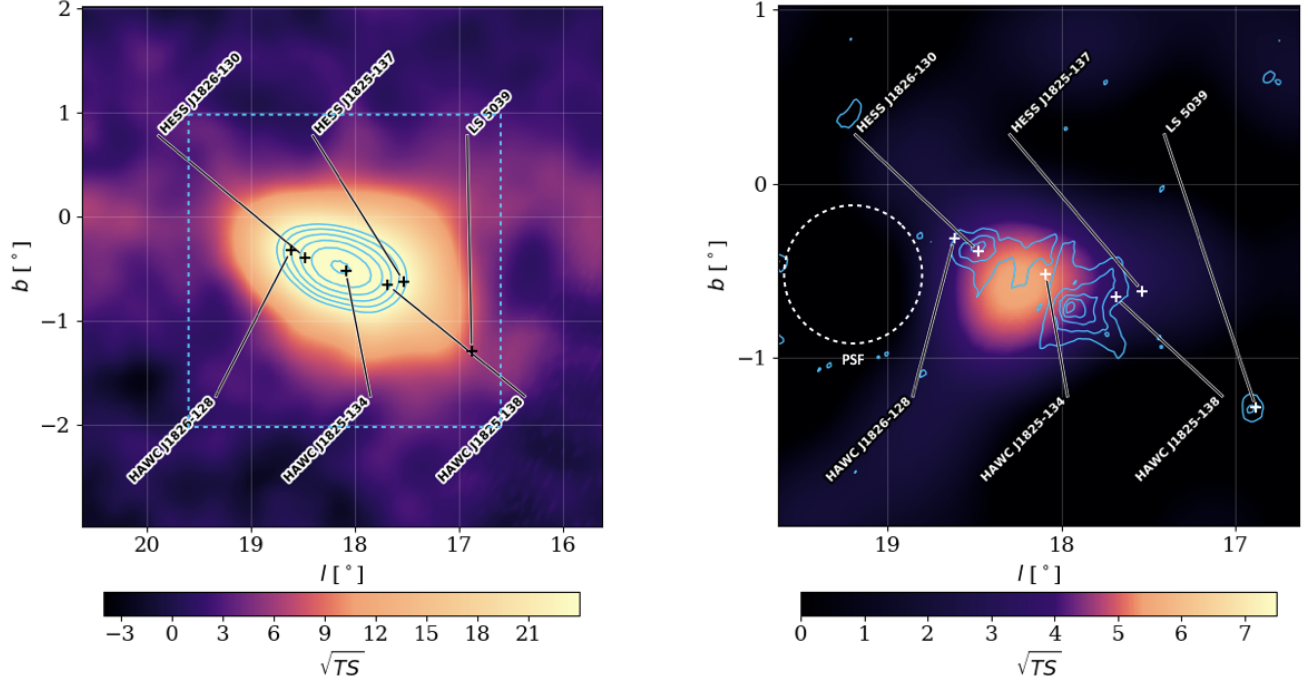 2
1
0
−1
−2
b [ ° ]
20
19
18
17
16
l [ ° ]
HESS J1826-130
HESS J1825-137
LS 5039
HAWC J1826-128
HAWC J1825-134
HAWC J1825-138
−3
0
3
6
9
12
15
18
21
√TS
1
0
−1
b [ ° ]
19
18
17
l [ ° ]
HESS J1826-130
HESS J1825-137
LS 5039
PSF
HAWC J1826-128
HAWC J1825-134
HAWC J1825-138
0
1
2
3
4
5
6
7
√TS